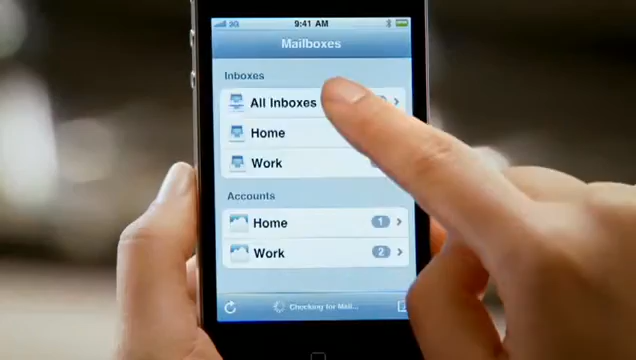 3G 9:41 AM
Mailboxes
Inboxes
All Inboxes
Home
Work
Accounts
Home 1
Work 2
Checking for Mail...